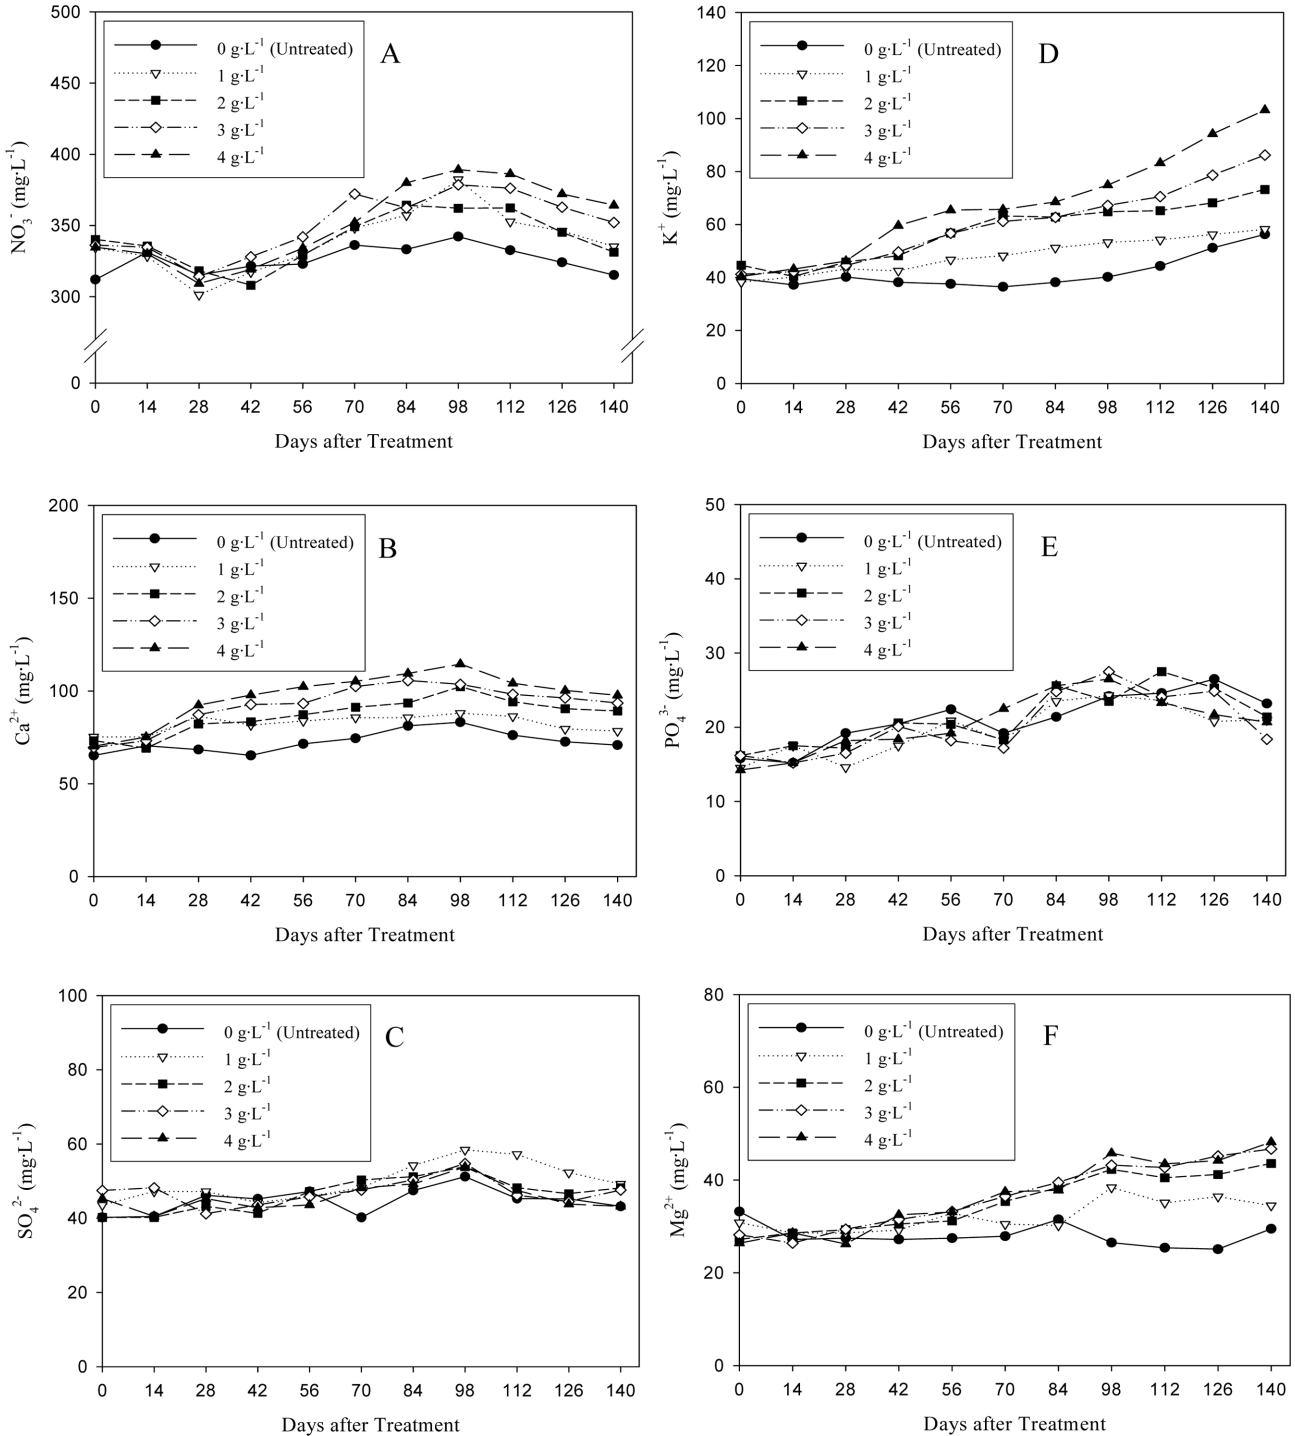 A
0 g·L⁻¹ (Untreated)
1 g·L⁻¹
2 g·L⁻¹
3 g·L⁻¹
4 g·L⁻¹
NO₃⁻ (mg·L⁻¹)
500
450
400
350
300
0
0 14 28 42 56 70 84 98 112 126 140
Days after Treatment
D
0 g·L⁻¹ (Untreated)
1 g·L⁻¹
2 g·L⁻¹
3 g·L⁻¹
4 g·L⁻¹
K⁺ (mg·L⁻¹)
140
120
100
80
60
40
20
0
0 14 28 42 56 70 84 98 112 126 140
Days after Treatment
B
0 g·L⁻¹ (Untreated)
1 g·L⁻¹
2 g·L⁻¹
3 g·L⁻¹
4 g·L⁻¹
Ca²⁺ (mg·L⁻¹)
200
150
100
50
0
0 14 28 42 56 70 84 98 112 126 140
Days after Treatment
E
0 g·L⁻¹ (Untreated)
1 g·L⁻¹
2 g·L⁻¹
3 g·L⁻¹
4 g·L⁻¹
PO₄³⁻ (mg·L⁻¹)
50
40
30
20
10
0
0 14 28 42 56 70 84 98 112 126 140
Days after Treatment
C
0 g·L⁻¹ (Untreated)
1 g·L⁻¹
2 g·L⁻¹
3 g·L⁻¹
4 g·L⁻¹
SO₄²⁻ (mg·L⁻¹)
100
80
60
40
20
0
0 14 28 42 56 70 84 98 112 126 140
Days after Treatment
F
0 g·L⁻¹ (Untreated)
1 g·L⁻¹
2 g·L⁻¹
3 g·L⁻¹
4 g·L⁻¹
Mg²⁺ (mg·L⁻¹)
80
60
40
20
0
0 14 28 42 56 70 84 98 112 126 140
Days after Treatment